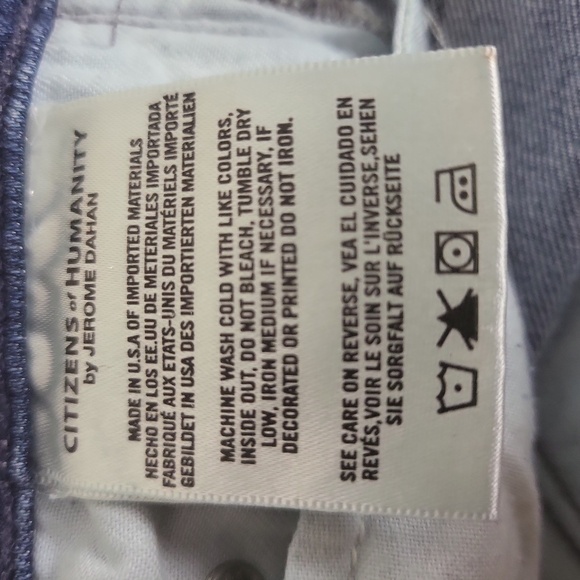 CITIZENS of HUMANITY
by JEROME DAHAN
MADE IN U.S.A OF IMPORTED MATERIALS
HECHO EN LOS EE.UU DE METERIALES IMPORTADA
FABRIQUÉ AUX ETATS-UNIS DU MATÉRIELS IMPORTÉ
GEBILDET IN USA DES IMPORTIERTEN MATERIALIEN
MACHINE WASH COLD WITH LIKE COLORS,
INSIDE OUT, DO NOT BLEACH, TUMBLE DRY
LOW, IRON MEDIUM IF NECESSARY, IF
DECORATED OR PRINTED DO NOT IRON.
SEE CARE ON REVERSE, VEA EL CUIDADO EN
REVÉS,VOIR LE SOIN SUR L'INVERSE,SEHEN
SIE SORGFALT AUF RÜCKSEITE